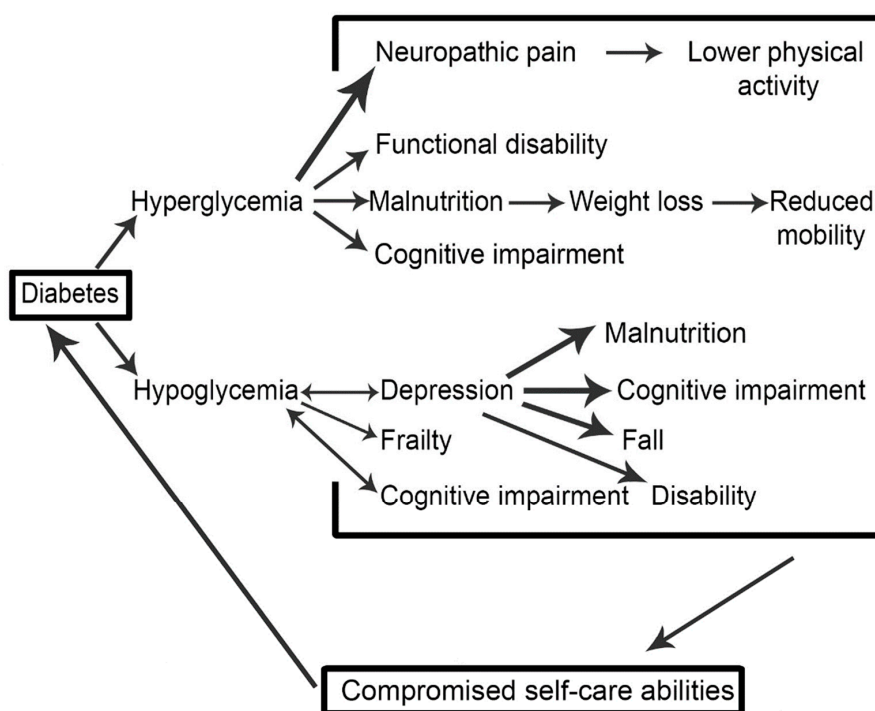 Neuropathic pain
Lower physical
activity
Functional disability
Hyperglycemia
Malnutrition
Weight loss
Reduced
mobility
Cognitive impairment
Diabetes
Malnutrition
Hypoglycemia
Depression
Cognitive impairment
Frailty
Fall
Cognitive impairment
Disability
Compromised self-care abilities